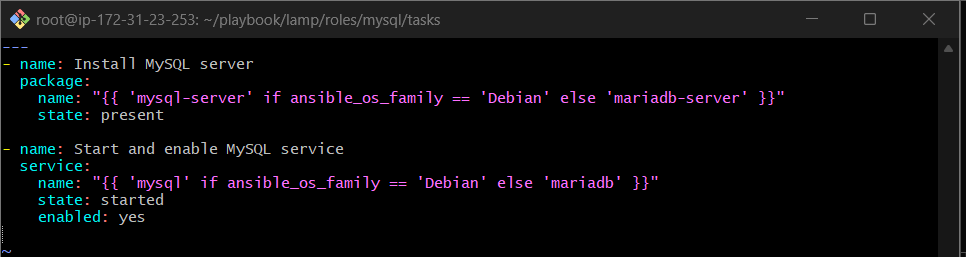 root@ip-172-31-23-253: ~/playbook/lamp/roles/mysql/tasks
---
- name: Install MySQL server
  package:
    name: "{{ 'mysql-server' if ansible_os_family == 'Debian' else 'mariadb-server' }}"
    state: present

- name: Start and enable MySQL service
  service:
    name: "{{ 'mysql' if ansible_os_family == 'Debian' else 'mariadb' }}"
    state: started
    enabled: yes

~